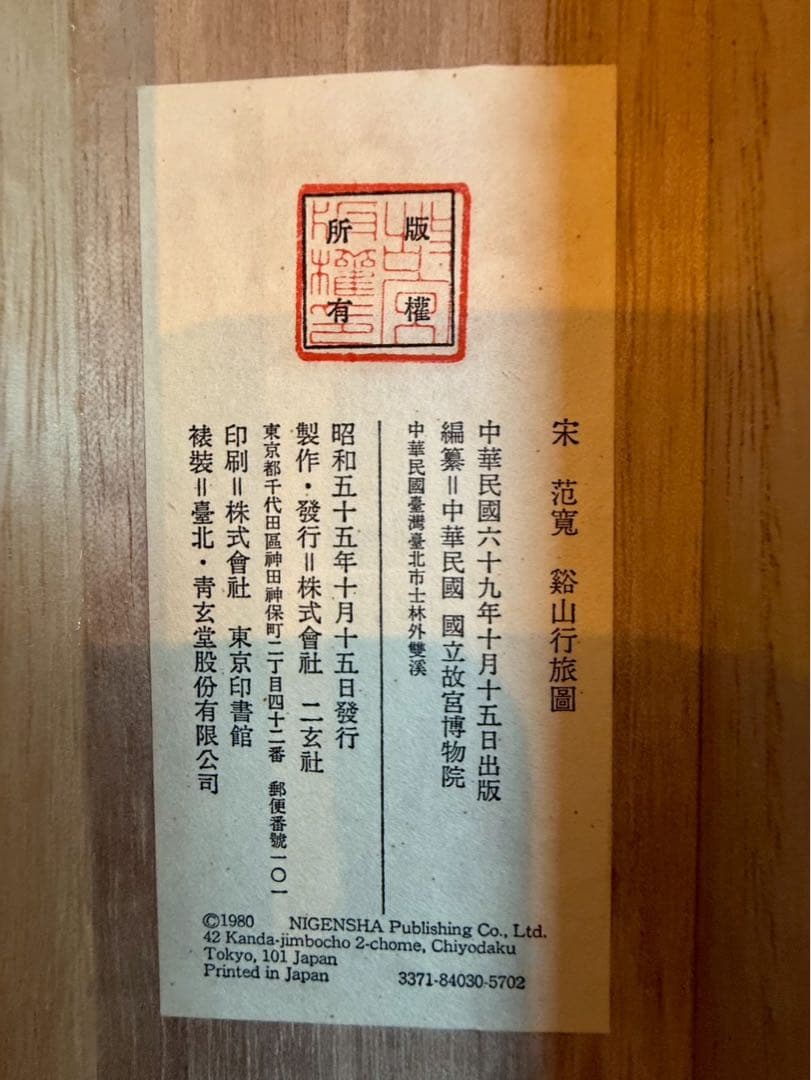 版權所有
宋 范寬 谿山行旅圖
中華民國六十九年十月十五日出版
編纂＝中華民國 國立故宮博物院
中華民國臺灣臺北市士林外雙溪
昭和五十五年十月十五日發行
製作・發行＝株式會社 二玄社
東京都千代田區神田神保町二丁目四十二番 郵便番號一〇一
印刷＝株式會社 東京印書館
裱裝＝臺北・青玄堂股份有限公司
©1980 NIGENSHA Publishing Co., Ltd.
42 Kanda-jimbocho 2-chome, Chiyodaku
Tokyo, 101 Japan
Printed in Japan 3371-84030-5702